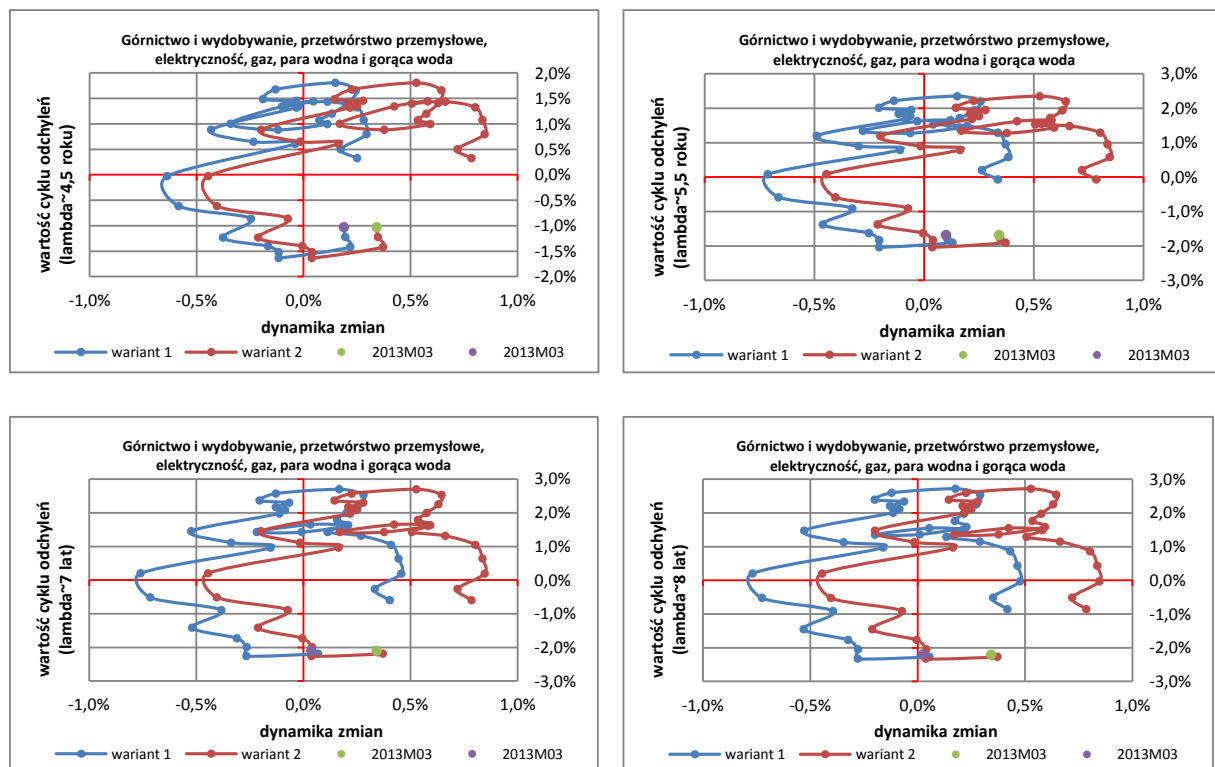 Górnictwo i wydobywanie, przetwórstwo przemysłowe,
elektryczność, gaz, para wodna i gorąca woda
wartość cyklu odchyleń
(lambda~4,5 roku)
2,0%
1,5%
1,0%
0,5%
0,0%
-0,5%
-1,0%
-1,5%
-2,0%
-1,0%
-0,5%
0,0%
0,5%
1,0%
dynamika zmian
wariant 1
wariant 2
2013M03
2013M03
Górnictwo i wydobywanie, przetwórstwo przemysłowe,
elektryczność, gaz, para wodna i gorąca woda
wartość cyklu odchyleń
(lambda~5,5 roku)
3,0%
2,0%
1,0%
0,0%
-1,0%
-2,0%
-3,0%
-1,0%
-0,5%
0,0%
0,5%
1,0%
dynamika zmian
wariant 1
wariant 2
2013M03
2013M03
Górnictwo i wydobywanie, przetwórstwo przemysłowe,
elektryczność, gaz, para wodna i gorąca woda
wartość cyklu odchyleń
(lambda~7 lat)
3,0%
2,0%
1,0%
0,0%
-1,0%
-2,0%
-3,0%
-1,0%
-0,5%
0,0%
0,5%
1,0%
dynamika zmian
wariant 1
wariant 2
2013M03
2013M03
Górnictwo i wydobywanie, przetwórstwo przemysłowe,
elektryczność, gaz, para wodna i gorąca woda
wartość cyklu odchyleń
(lambda~8 lat)
3,0%
2,0%
1,0%
0,0%
-1,0%
-2,0%
-3,0%
-1,0%
-0,5%
0,0%
0,5%
1,0%
dynamika zmian
wariant 1
wariant 2
2013M03
2013M03